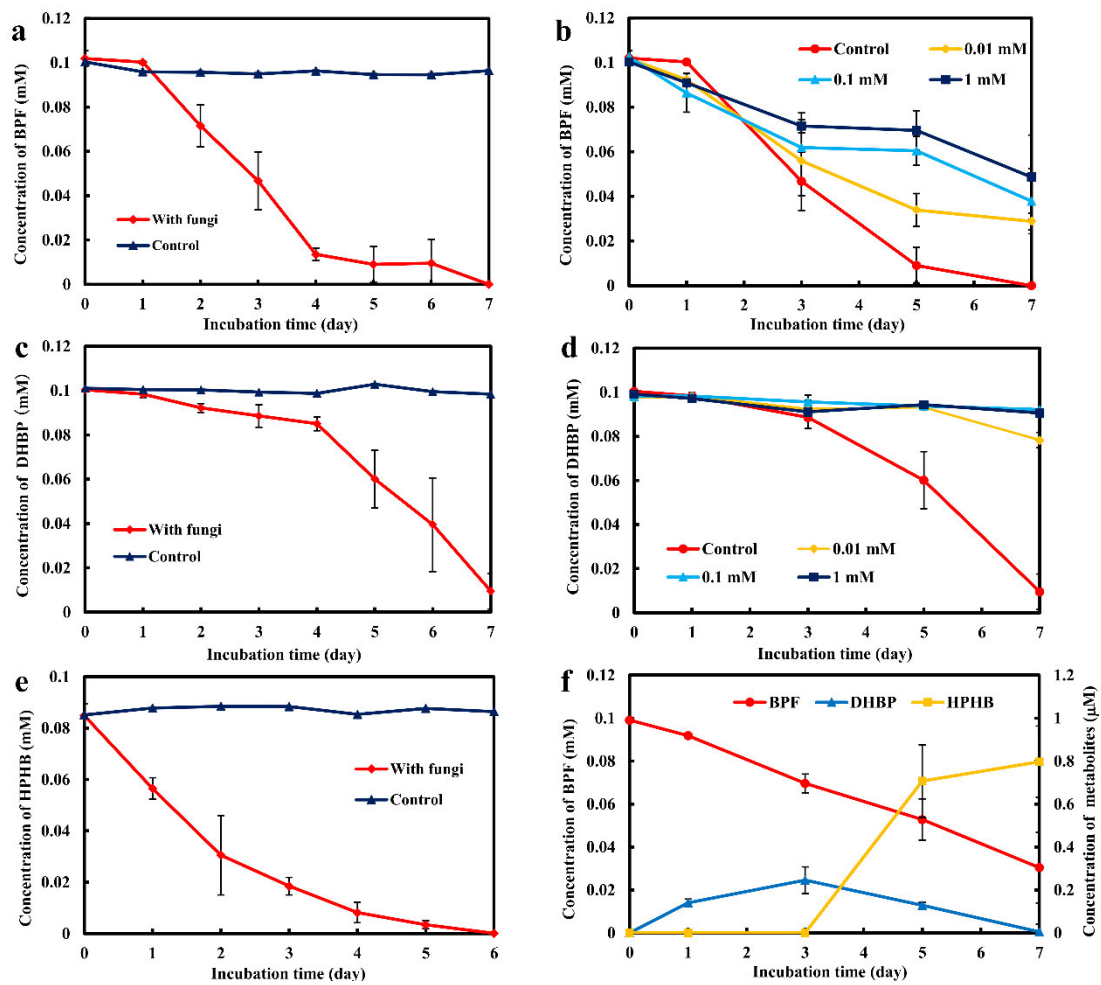 a
0.12
0.1
0.08
0.06
0.04
0.02
0
Concentration of BPF (mM)
With fungi
Control
0 1 2 3 4 5 6 7
Incubation time (day)
b
0.12
0.1
0.08
0.06
0.04
0.02
0
Concentration of BPF (mM)
Control 0.01 mM
0.1 mM 1 mM
0 1 2 3 4 5 6 7
Incubation time (day)
c
0.12
0.1
0.08
0.06
0.04
0.02
0
Concentration of DHBP (mM)
With fungi
Control
0 1 2 3 4 5 6 7
Incubation time (day)
d
0.12
0.1
0.08
0.06
0.04
0.02
0
Concentration of DHBP (mM)
Control 0.01 mM
0.1 mM 1 mM
0 1 2 3 4 5 6 7
Incubation time (day)
e
0.1
0.08
0.06
0.04
0.02
0
Concentration of HPHB (mM)
With fungi
Control
0 1 2 3 4 5 6
Incubation time (day)
f
0.12
0.1
0.08
0.06
0.04
0.02
0
Concentration of BPF (mM)
BPF DHBP HPHB
1.2
1
0.8
0.6
0.4
0.2
0
Concentration of metabolites (μM)
0 1 2 3 4 5 6 7
Incubation time (day)